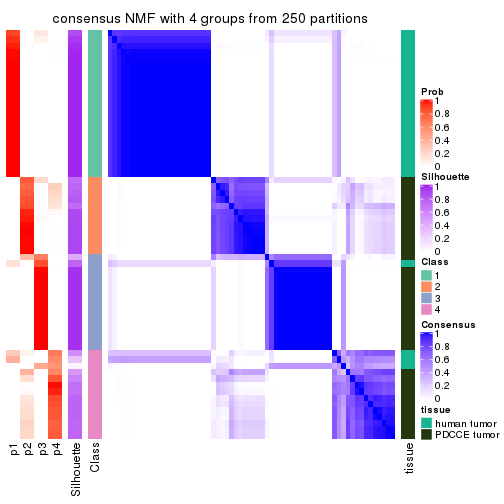 consensus NMF with 4 groups from 250 partitions
Prob
1
0.8
0.6
0.4
0.2
0
Silhouette
1
0.8
0.6
0.4
0.2
0
Class
1
2
3
4
Consensus
1
0.8
0.6
0.4
0.2
0
tissue
human tumor
PDCCE tumor
p1
p2
p3
p4
Silhouette
Class
tissue